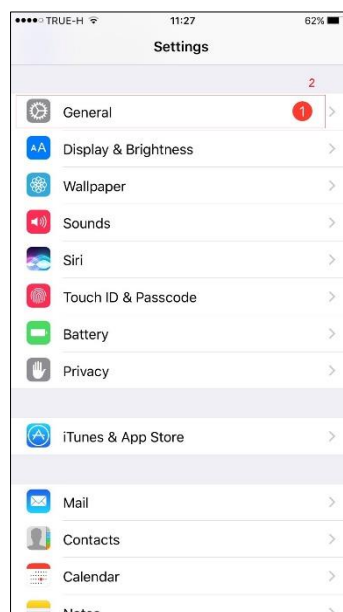 TRUE-H 11:27 62%
Settings
2
General 1
AA Display & Brightness
Wallpaper
Sounds
Siri
Touch ID & Passcode
Battery
Privacy
iTunes & App Store
Mail
Contacts
Calendar
Notes